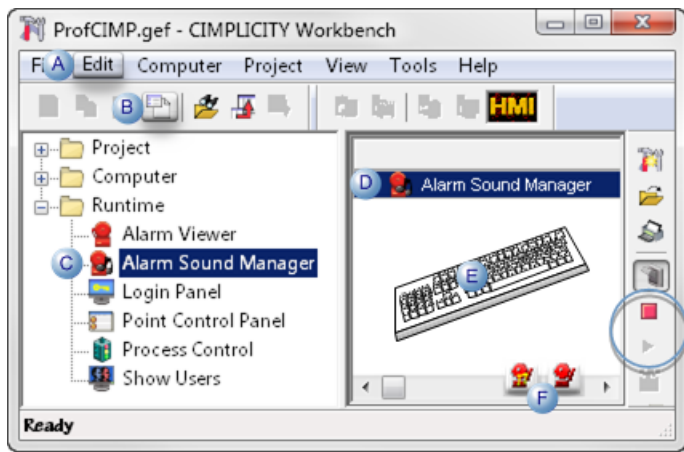 ProfCIMP.gef - CIMPLICITY Workbench
F A Edit Computer Project View Tools Help
B HMI
Project
Computer
Runtime
Alarm Viewer
C Alarm Sound Manager
Login Panel
Point Control Panel
Process Control
Show Users
D Alarm Sound Manager
E
F
Ready